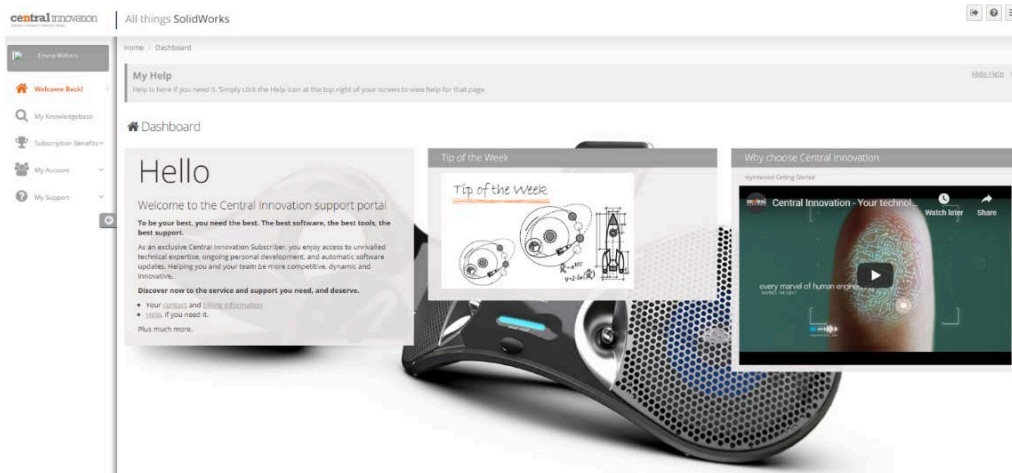 central innovation
All things SolidWorks
Emma Withers
Home / Dashboard
My Help
Hide Help
Help is here if you need it. Simply click the Help icon at the top right of your screen to view help for that page.
Welcome Back!
My Knowledgebase
Subscription Benefits
My Account
My Support
Dashboard
Hello
Welcome to the Central Innovation support portal
To be your best, you need the best. The best software, the best tools, the
best support.
As an exclusive Central Innovation Subscriber, you enjoy access to unrivalled
technical expertise, ongoing personal development, and automatic software
updates. Helping you and your team be more competitive, dynamic and
innovative.
Discover now to the service and support you need, and deserve.
• Your contact and billing information
• Help, if you need it.
Plus much more.
Tip of the Week
Tip of the Week
Why choose Central Innovation
myInterlod Getting Started
Central Innovation - Your technol...
Watch later
Share
every marvel of human engine